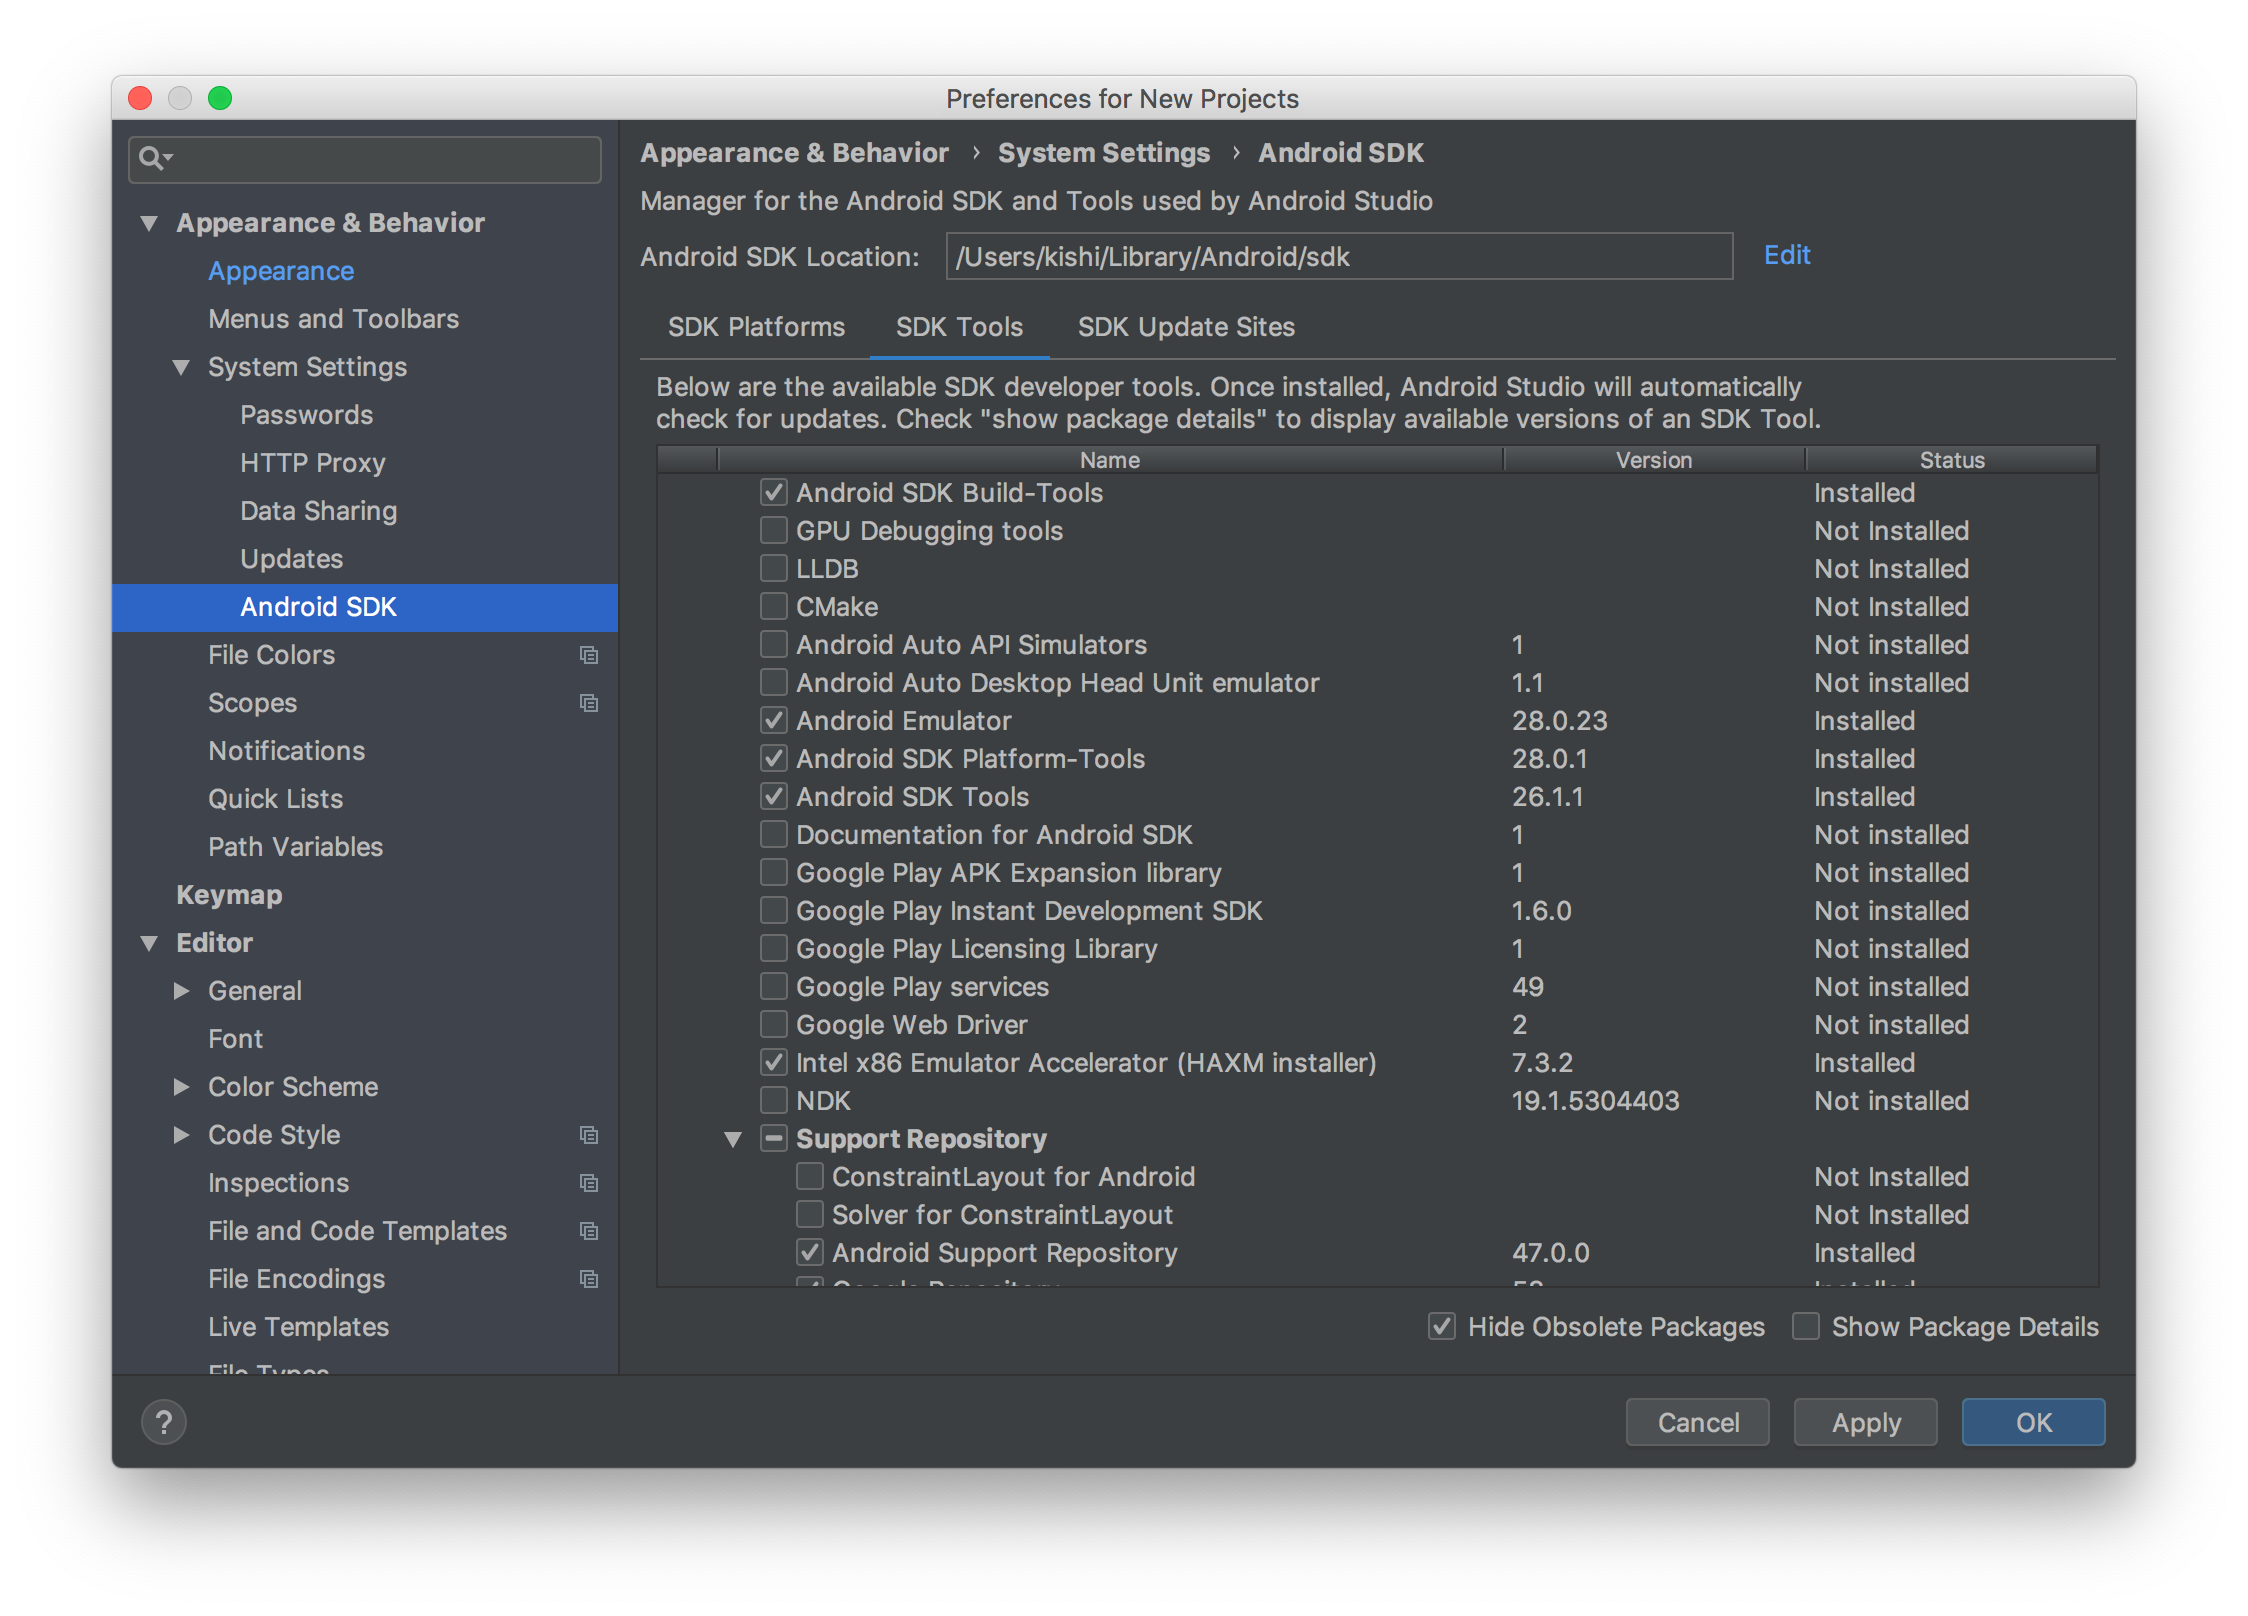 Preferences for New Projects
Appearance & Behavior
Appearance
Menus and Toolbars
System Settings
Passwords
HTTP Proxy
Data Sharing
Updates
Android SDK
File Colors
Scopes
Notifications
Quick Lists
Path Variables
Keymap
Editor
General
Font
Color Scheme
Code Style
Inspections
File and Code Templates
File Encodings
Live Templates
File Types
Appearance & Behavior › System Settings › Android SDK
Manager for the Android SDK and Tools used by Android Studio
Android SDK Location: /Users/kishi/Library/Android/sdk Edit
SDK Platforms SDK Tools SDK Update Sites
Below are the available SDK developer tools. Once installed, Android Studio will automatically
check for updates. Check "show package details" to display available versions of an SDK Tool.
Name Version Status
Android SDK Build-Tools Installed
GPU Debugging tools Not Installed
LLDB Not Installed
CMake Not Installed
Android Auto API Simulators 1 Not installed
Android Auto Desktop Head Unit emulator 1.1 Not installed
Android Emulator 28.0.23 Installed
Android SDK Platform-Tools 28.0.1 Installed
Android SDK Tools 26.1.1 Installed
Documentation for Android SDK 1 Not installed
Google Play APK Expansion library 1 Not installed
Google Play Instant Development SDK 1.6.0 Not installed
Google Play Licensing Library 1 Not installed
Google Play services 49 Not installed
Google Web Driver 2 Not installed
Intel x86 Emulator Accelerator (HAXM installer) 7.3.2 Installed
NDK 19.1.5304403 Not installed
Support Repository
ConstraintLayout for Android Not Installed
Solver for ConstraintLayout Not Installed
Android Support Repository 47.0.0 Installed
Google Repository Installed
Hide Obsolete Packages Show Package Details
? Cancel Apply OK